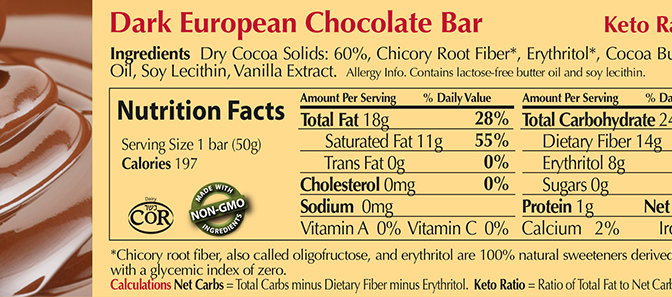 Dark European Chocolate Bar Keto
Ingredients Dry Cocoa Solids: 60%, Chicory Root Fiber*, Erythritol*, Cocoa
Oil, Soy Lecithin, Vanilla Extract. Allergy Info. Contains lactose-free butter oil and soy lecithin.
Nutrition Facts
Serving Size 1 bar (50g)
Calories 197
Dairy
כשר
COR
MADE WITH
NON-GMO
INGREDIENTS
Amount Per Serving % Daily Value
Total Fat 18g 28%
Saturated Fat 11g 55%
Trans Fat 0g 0%
Cholesterol 0mg 0%
Sodium 0mg
Vitamin A 0% Vitamin C 0%
Amount Per Serving %
Total Carbohydrate
Dietary Fiber 14g
Erythritol 8g
Sugars 0g
Protein 1g Net
Calcium 2%
*Chicory root fiber, also called oligofructose, and erythritol are 100% natural sweeteners derived
with a glycemic index of zero.
Calculations Net Carbs = Total Carbs minus Dietary Fiber minus Erythritol. Keto Ratio = Ratio of Total Fat to Net